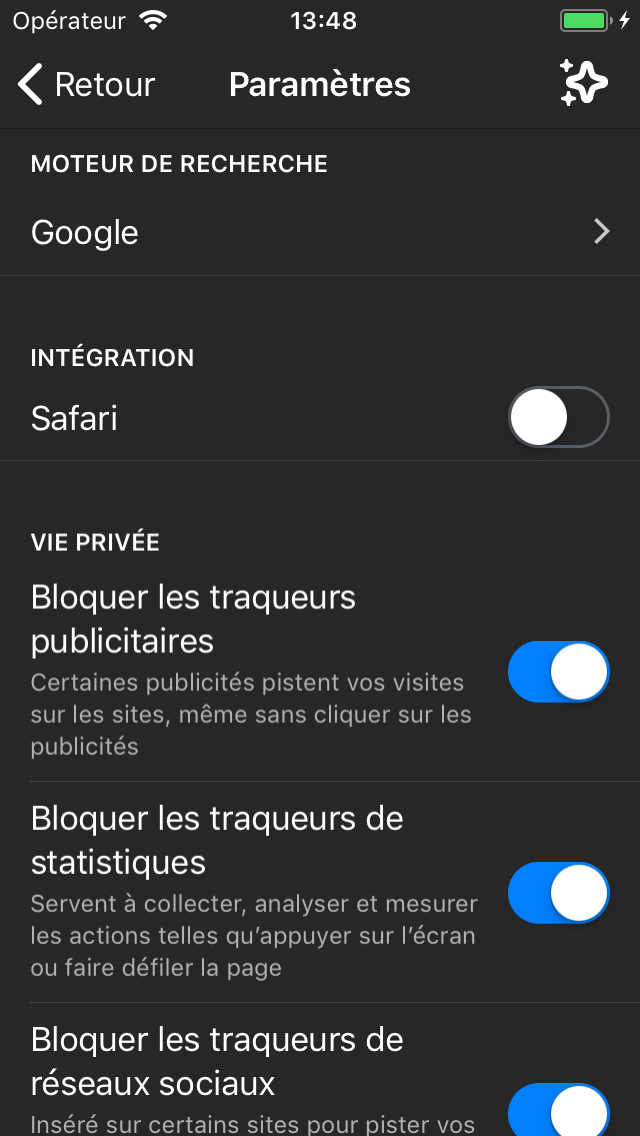 Opérateur 13:48
Retour Paramètres
MOTEUR DE RECHERCHE
Google
INTÉGRATION
Safari
VIE PRIVÉE
Bloquer les traqueurs
publicitaires
Certaines publicités pistent vos visites
sur les sites, même sans cliquer sur les
publicités
Bloquer les traqueurs de
statistiques
Servent à collecter, analyser et mesurer
les actions telles qu’appuyer sur l’écran
ou faire défiler la page
Bloquer les traqueurs de
réseaux sociaux
Inséré sur certains sites pour pister vos